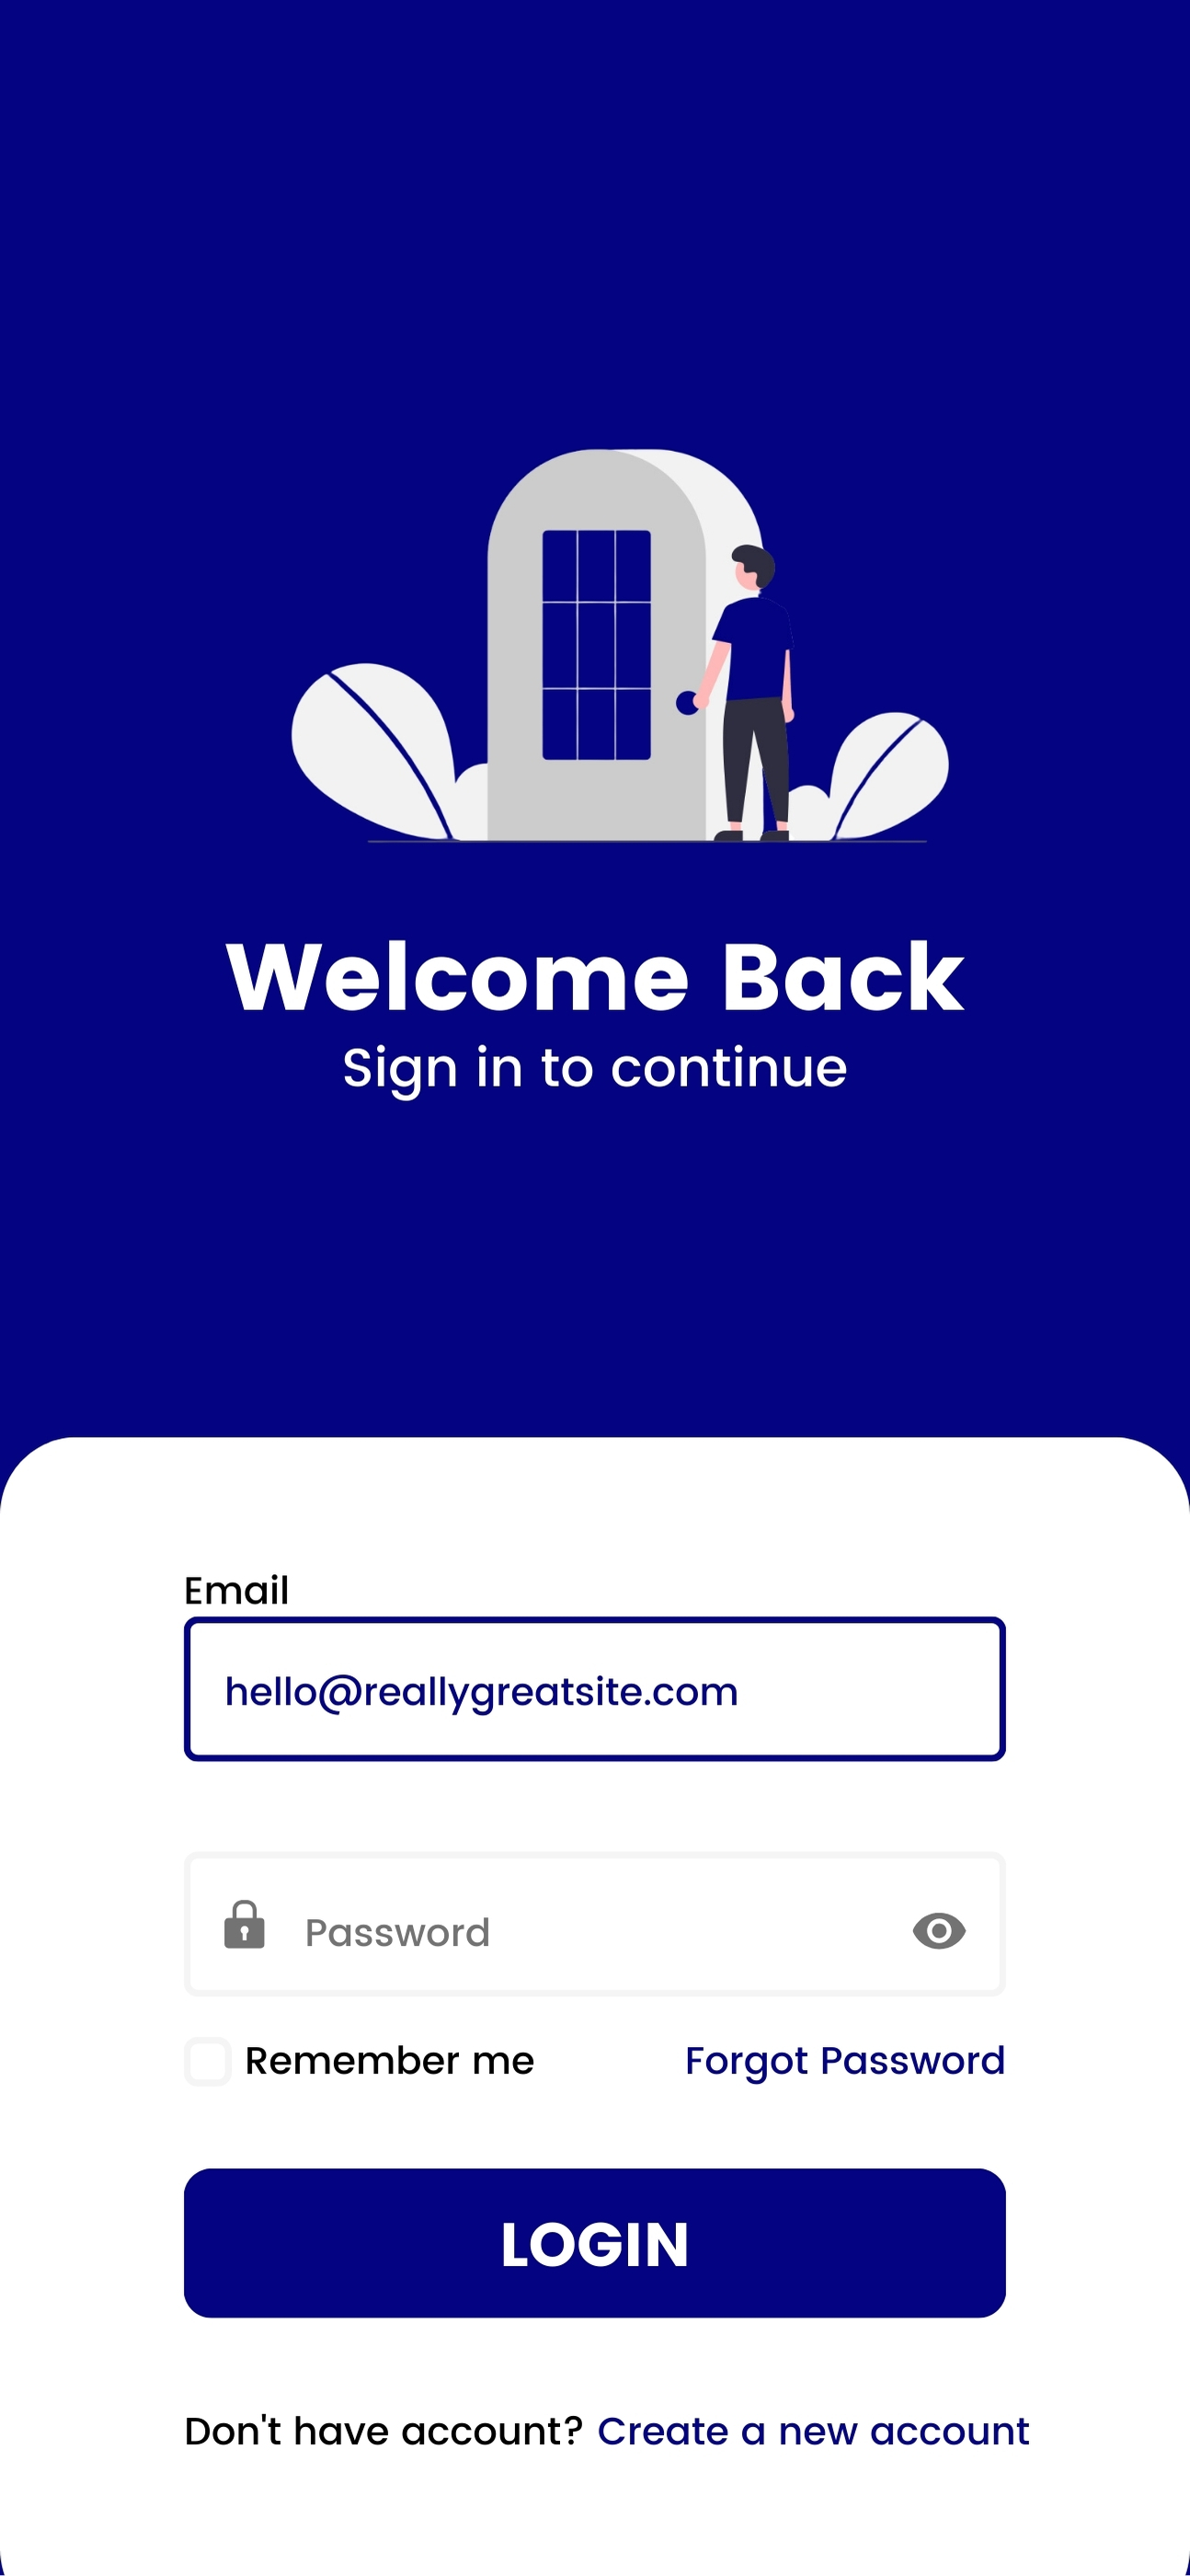 Welcome Back
Sign in to continue
Email
hello@reallygreatsite.com
Password
Remember me Forgot Password
LOGIN
Don't have account? Create a new account